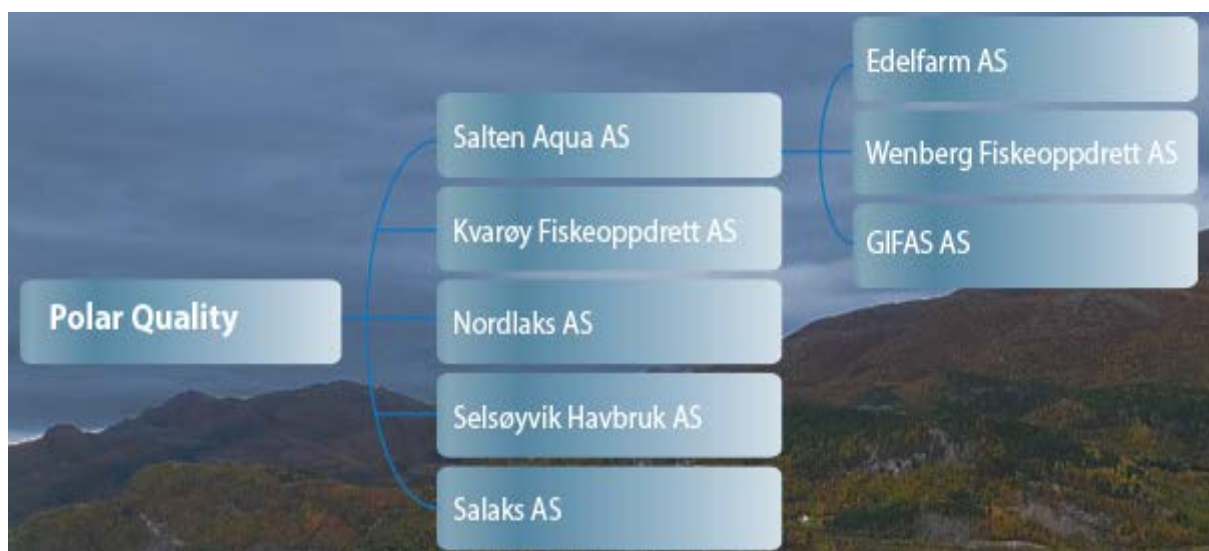 Polar Quality
Salten Aqua AS
Kvarøy Fiskeoppdrett AS
Nordlaks AS
Selsøyvik Havbruk AS
Salaks AS
Edelfarm AS
Wenberg Fiskeoppdrett AS
GIFAS AS